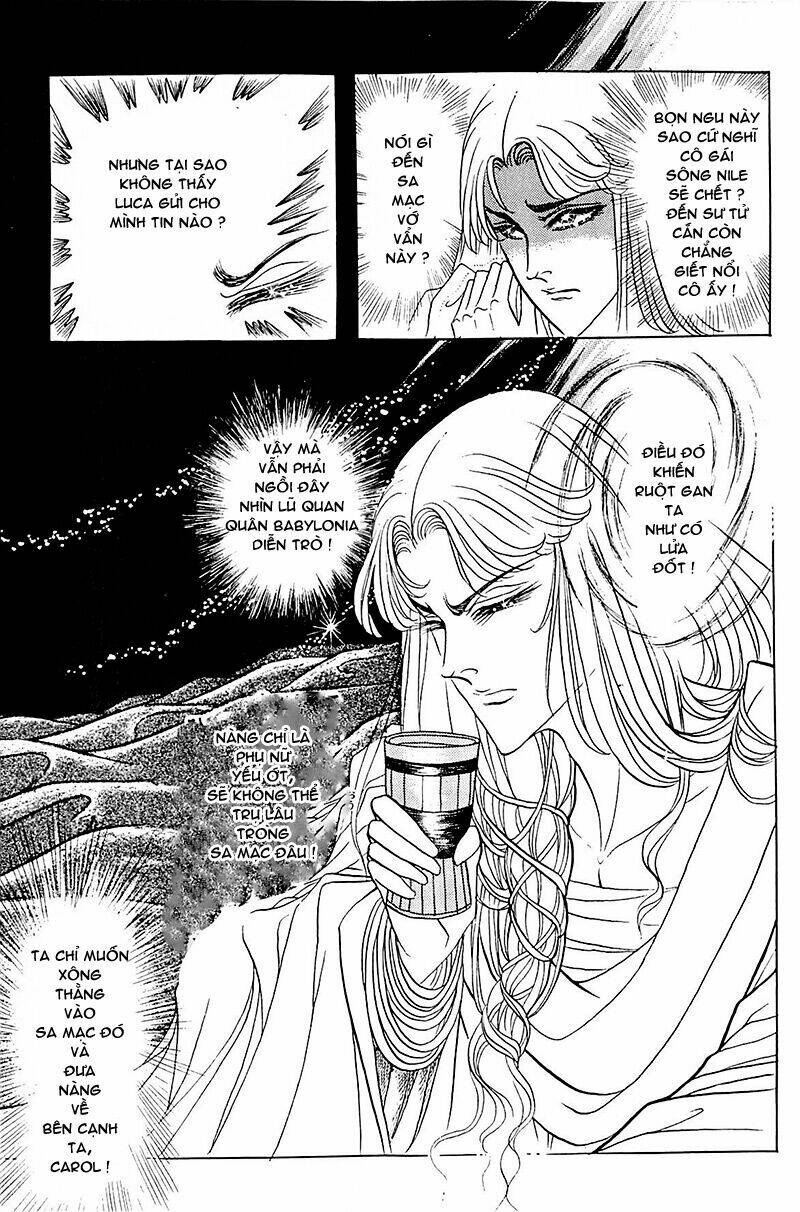 BỌN NGU NÀY
SAO CỨ NGHĨ
CÔ GÁI
SÔNG NILE
SẼ CHẾT ?
ĐẾN SƯ TỬ
CẮN CÒN
CHẲNG
GIẾT NỔI
CÔ ẤY !
NÓI GÌ
ĐẾN
SA
MẠC
VỚ
VẨN
NÀY ?
NHƯNG TẠI SAO
KHÔNG THẤY
LUCA GỬI CHO
MÌNH TIN NÀO ?
ĐIỀU ĐÓ
KHIẾN
RUỘT GAN
TA
NHƯ CÓ
LỬA
ĐỐT !
VẬY MÀ
VẪN PHẢI
NGỒI ĐÂY
NHÌN LŨ QUAN
QUÂN BABYLONIA
DIỄN TRÒ !
NÀNG CHỈ LÀ
PHỤ NỮ
YẾU ỚT,
SẼ KHÔNG THỂ
TRỤ LÂU
TRONG
SA MẠC ĐÂU !
TA CHỈ MUỐN
XÔNG
THẲNG
VÀO
SA MẠC ĐÓ
VÀ
ĐƯA
NÀNG
VỀ
BÊN CẠNH
TA,
CAROL !